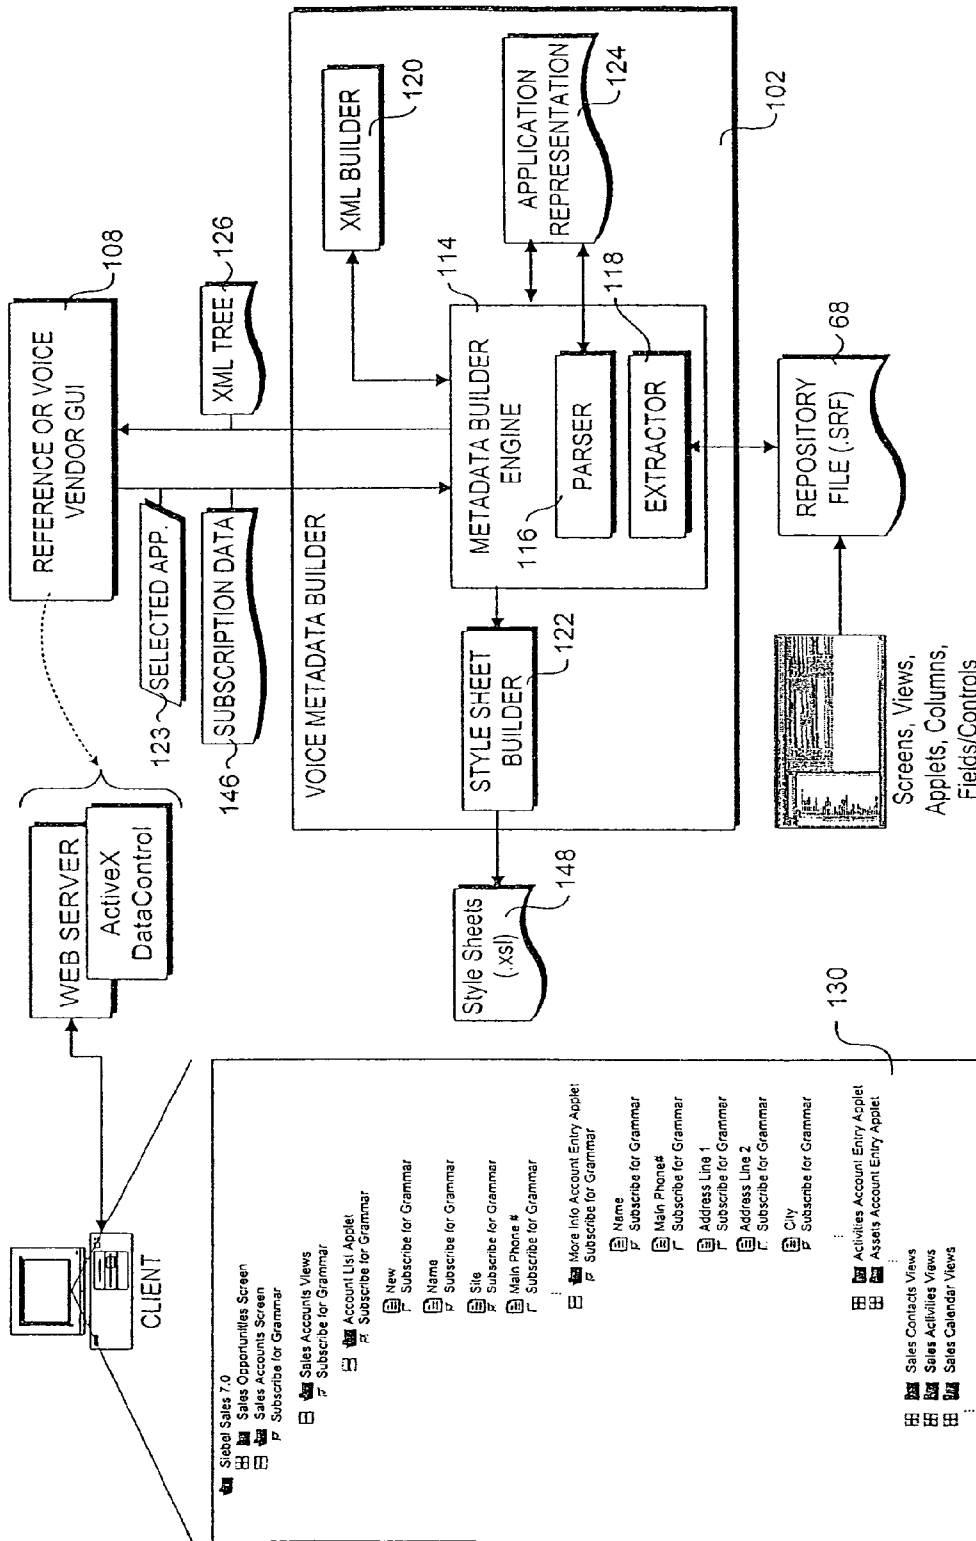 CLIENT
WEB SERVER
ActiveX
DataControl
REFERENCE OR VOICE
VENDOR GUI
108
123
SELECTED APP.
146
SUBSCRIPTION DATA
XML TREE
126
VOICE METADATA BUILDER
XML BUILDER
120
METADATA BUILDER
ENGINE
114
116
PARSER
EXTRACTOR
118
APPLICATION
REPRESENTATION
124
102
STYLE SHEET
BUILDER
122
Style Sheets
(.xsl)
148
REPOSITORY
FILE (.SRF)
68
Screens, Views,
Applets, Columns,
Fields/Controls
130
Siebel Sales 7.0
Sales Opportunities Screen
Sales Accounts Screen
Subscribe for Grammar
Sales Accounts Views
Subscribe for Grammar
Account List Applet
Subscribe for Grammar
New
Subscribe for Grammar
Name
Subscribe for Grammar
Site
Subscribe for Grammar
Main Phone #
Subscribe for Grammar
More Info Account Entry Applet
Subscribe for Grammar
Name
Subscribe for Grammar
Main Phone#
Subscribe for Grammar
Address Line 1
Subscribe for Grammar
Address Line 2
Subscribe for Grammar
City
Subscribe for Grammar
Activities Account Entry Applet
Assets Account Entry Applet
Sales Contacts Views
Sales Activities Views
Sales Calendar Views